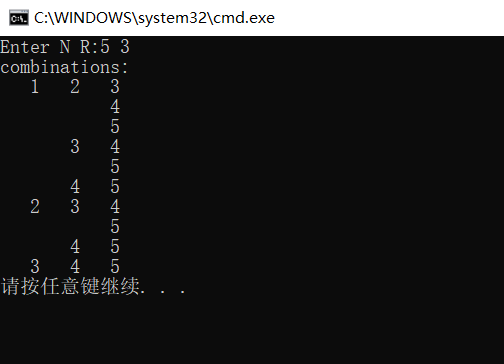 C:\WINDOWS\system32\cmd.exe
Enter N R:5 3
combinations:
   1   2   3
           4
           5
       3   4
           5
       4   5
   2   3   4
           5
       4   5
   3   4   5
请按任意键继续. . .